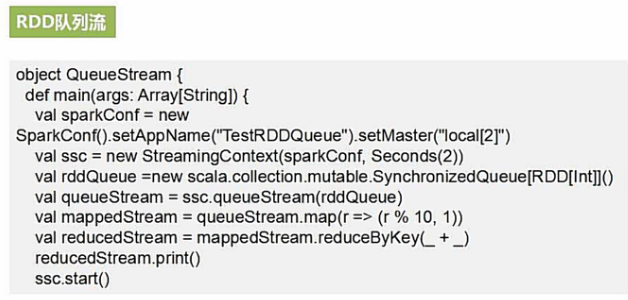 RDD队列流
object QueueStream {
def main(args: Array[String]) {
val sparkConf = new
SparkConf().setAppName("TestRDDQueue").setMaster("local[2]")
val ssc = new StreamingContext(sparkConf, Seconds(2))
val rddQueue =new scala.collection.mutable.SynchronizedQueue[RDD[Int]]()
val queueStream = ssc.queueStream(rddQueue)
val mappedStream = queueStream.map(r => (r % 10, 1))
val reducedStream = mappedStream.reduceByKey(_ + _)
reducedStream.print()
ssc.start()